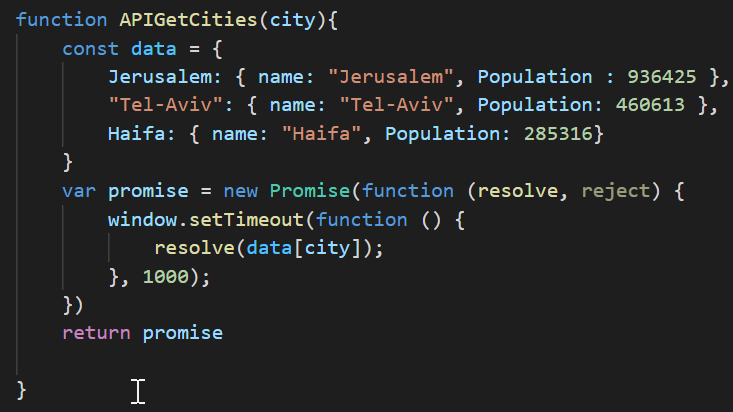 function APIGetCities(city){
const data = {
Jerusalem: { name: "Jerusalem", Population : 936425 },
"Tel-Aviv": { name: "Tel-Aviv", Population: 460613 },
Haifa: { name: "Haifa", Population: 285316}
}
var promise = new Promise(function (resolve, reject) {
window.setTimeout(function () {
resolve(data[city]);
}, 1000);
})
return promise
}